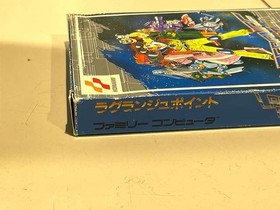 ラグランジュポイント
ファミリー コンピュータ